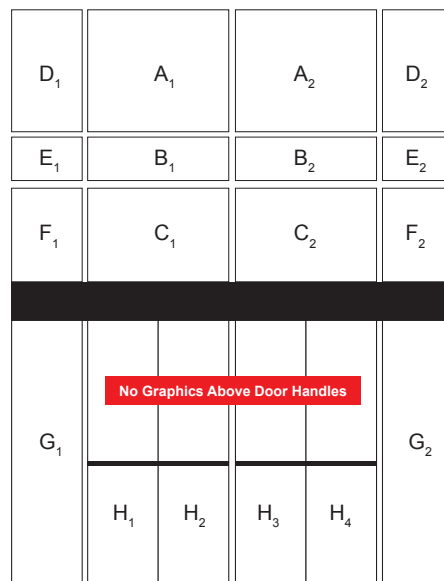 D₁ A₁ A₂ D₂
E₁ B₁ B₂ E₂
F₁ C₁ C₂ F₂
No Graphics Above Door Handles
G₁ G₂
H₁ H₂ H₃ H₄